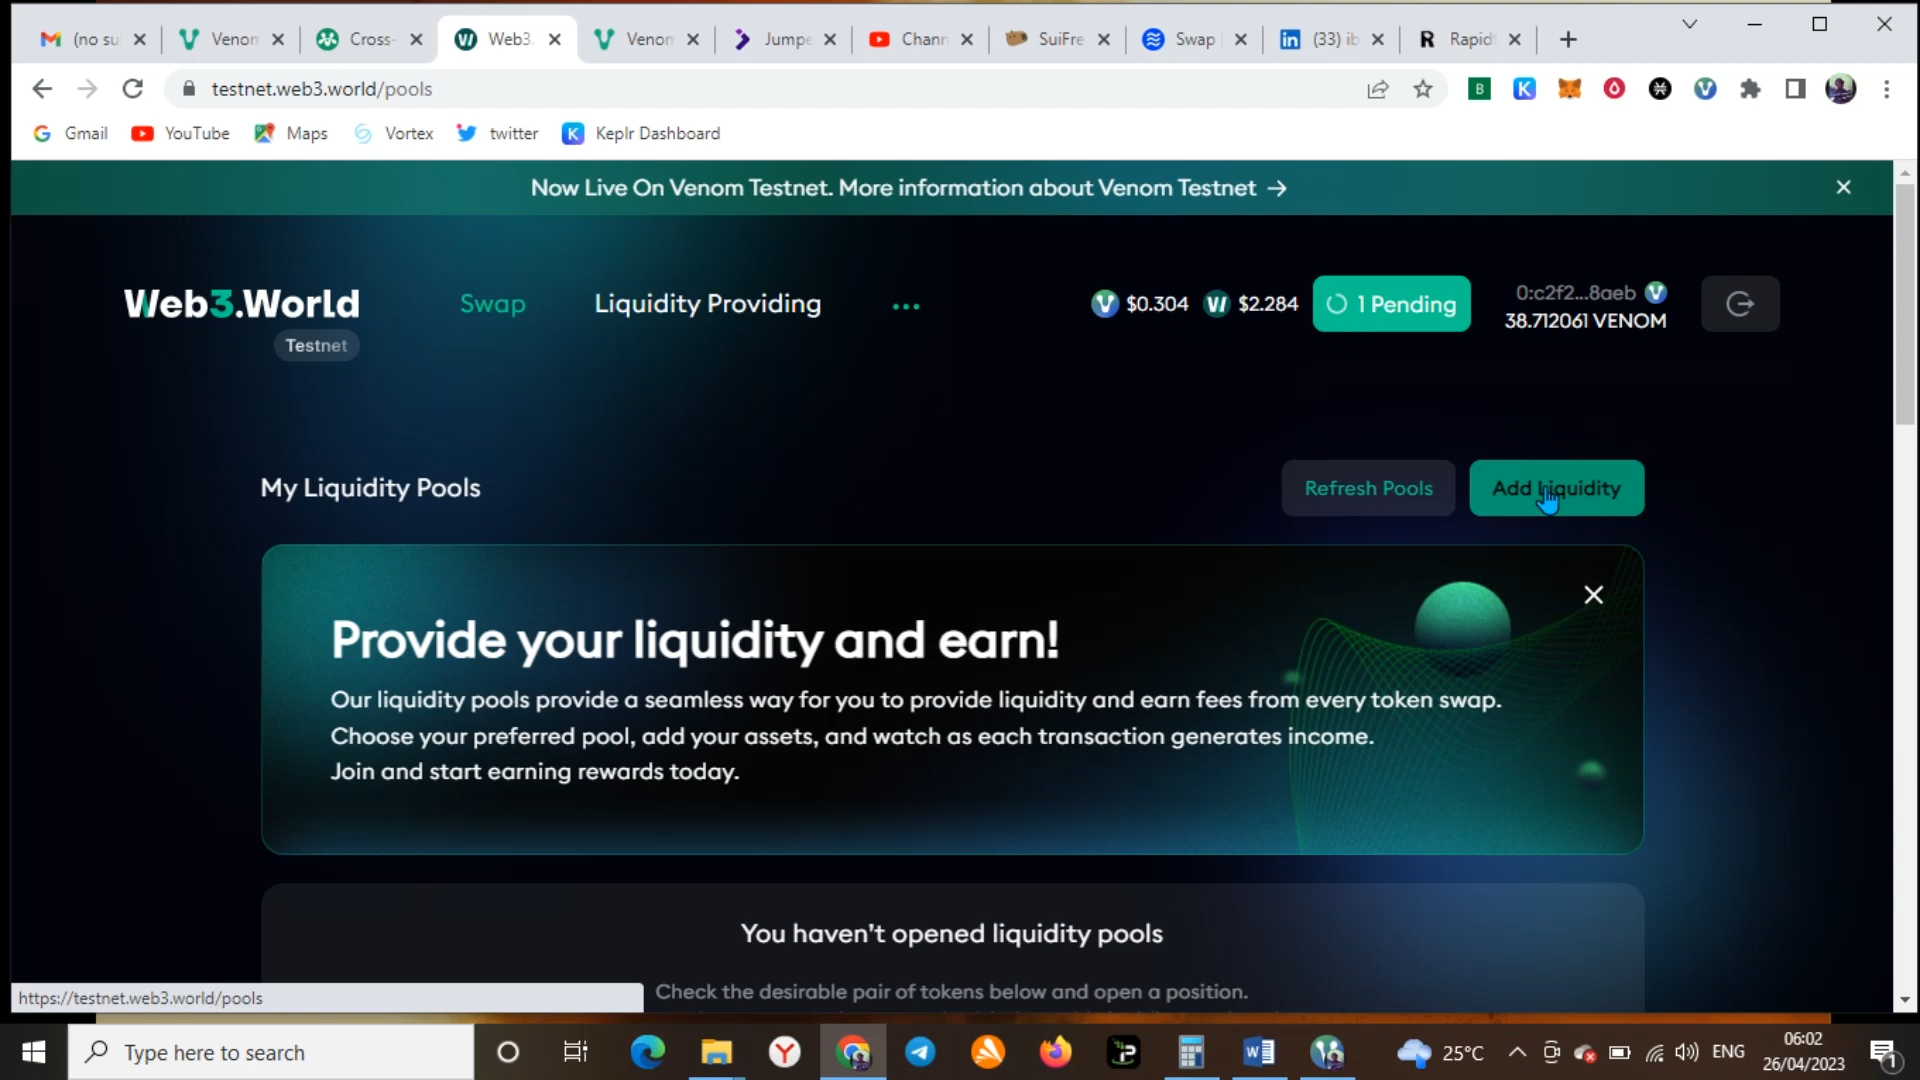 (no su
Venom
Cross-
Web3.
Venom
Jumpe
Chann
SuiFre
Swap
(33) ib
Rapidt
testnet.web3.world/pools
Gmail
YouTube
Maps
Vortex
twitter
Keplr Dashboard
Now Live On Venom Testnet. More information about Venom Testnet →
Web3.World
Testnet
Swap
Liquidity Providing
$0.304
$2.284
1 Pending
0:c2f2...8aeb
38.712061 VENOM
My Liquidity Pools
Refresh Pools
Add Liquidity
Provide your liquidity and earn!
Our liquidity pools provide a seamless way for you to provide liquidity and earn fees from every token swap.
Choose your preferred pool, add your assets, and watch as each transaction generates income.
Join and start earning rewards today.
You haven't opened liquidity pools
https://testnet.web3.world/pools
Check the desirable pair of tokens below and open a position.
Type here to search
25°C
ENG
06:02
26/04/2023
1